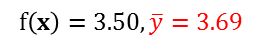 f(x) = 3.50, ȳ = 3.69